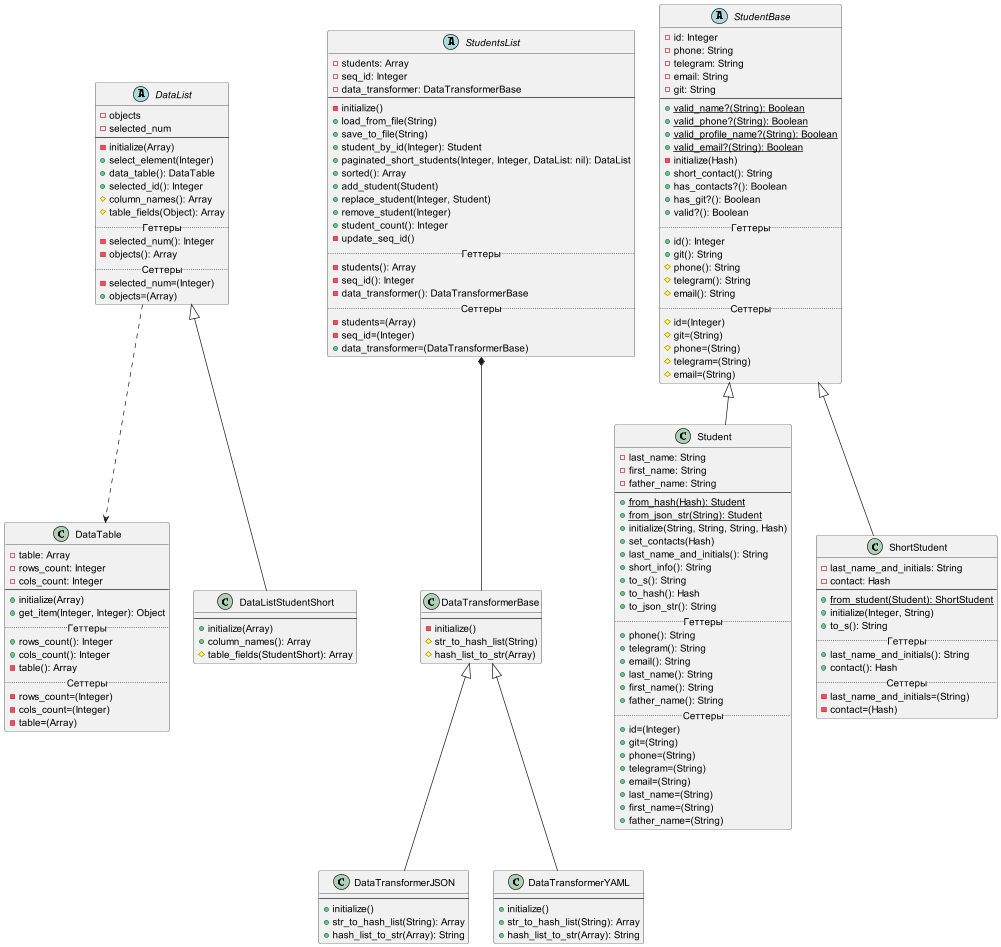 DataList
objects
selected_num
initialize(Array)
select_element(Integer)
data_table(): DataTable
selected_id(): Integer
column_names(): Array
table_fields(Object): Array
Геттеры
selected_num(): Integer
objects(): Array
Сеттеры
selected_num=(Integer)
objects=(Array)
StudentsList
students: Array
seq_id: Integer
data_transformer: DataTransformerBase
initialize()
load_from_file(String)
save_to_file(String)
student_by_id(Integer): Student
paginated_short_students(Integer, Integer, DataList: nil): DataList
sorted(): Array
add_student(Student)
replace_student(Integer, Student)
remove_student(Integer)
student_count(): Integer
update_seq_id()
Геттеры
students(): Array
seq_id(): Integer
data_transformer(): DataTransformerBase
Сеттеры
students=(Array)
seq_id=(Integer)
data_transformer=(DataTransformerBase)
StudentBase
id: Integer
phone: String
telegram: String
email: String
git: String
valid_name?(String): Boolean
valid_phone?(String): Boolean
valid_profile_name?(String): Boolean
valid_email?(String): Boolean
initialize(Hash)
short_contact(): String
has_contacts?(): Boolean
has_git?(): Boolean
valid?(): Boolean
Геттеры
id(): Integer
git(): String
phone(): String
telegram(): String
email(): String
Сеттеры
id=(Integer)
git=(String)
phone=(String)
telegram=(String)
email=(String)
DataTable
table: Array
rows_count: Integer
cols_count: Integer
initialize(Array)
get_item(Integer, Integer): Object
Геттеры
rows_count(): Integer
cols_count(): Integer
table(): Array
Сеттеры
rows_count=(Integer)
cols_count=(Integer)
table=(Array)
DataListStudentShort
initialize(Array)
column_names(): Array
table_fields(StudentShort): Array
DataTransformerBase
initialize()
str_to_hash_list(String)
hash_list_to_str(Array)
Student
last_name: String
first_name: String
father_name: String
from_hash(Hash): Student
from_json_str(String): Student
initialize(String, String, String, Hash)
set_contacts(Hash)
last_name_and_initials(): String
short_info(): String
to_s(): String
to_hash(): Hash
to_json_str(): String
Геттеры
phone(): String
telegram(): String
email(): String
last_name(): String
first_name(): String
father_name(): String
Сеттеры
id=(Integer)
git=(String)
phone=(String)
telegram=(String)
email=(String)
last_name=(String)
first_name=(String)
father_name=(String)
ShortStudent
last_name_and_initials: String
contact: Hash
from_student(Student): ShortStudent
initialize(Integer, String)
to_s(): String
Геттеры
last_name_and_initials(): String
contact(): Hash
Сеттеры
last_name_and_initials=(String)
contact=(Hash)
DataTransformerJSON
initialize()
str_to_hash_list(String): Array
hash_list_to_str(Array): String
DataTransformerYAML
initialize()
str_to_hash_list(String): Array
hash_list_to_str(Array): String